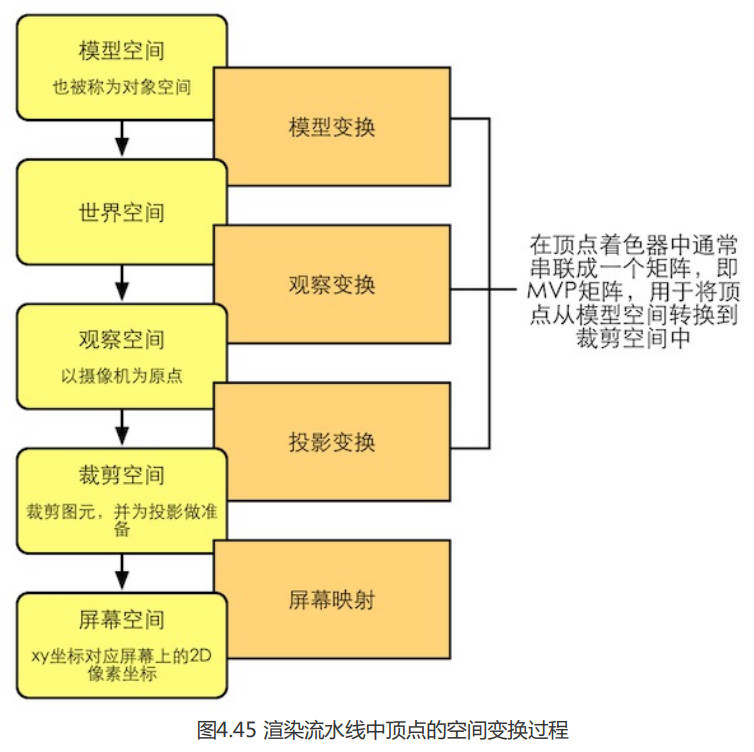 模型空间
也被称为对象空间
模型变换
世界空间
观察变换
观察空间
以摄像机为原点
投影变换
裁剪空间
裁剪图元，并为投影做准
备
屏幕映射
屏幕空间
xy坐标对应屏幕上的2D
像素坐标
在顶点着色器中通常
串联成一个矩阵，即
MVP矩阵，用于将顶
点从模型空间转换到
裁剪空间中
图4.45 渲染流水线中顶点的空间变换过程